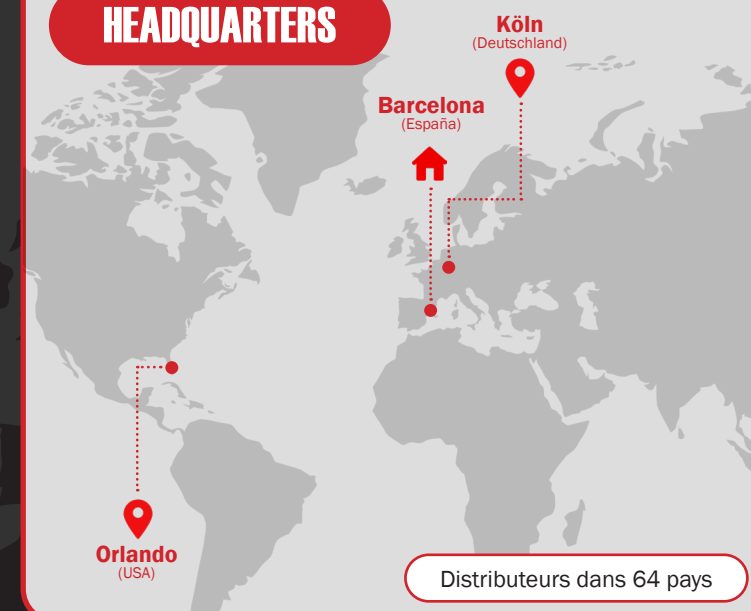 HEADQUARTERS
Köln
(Deutschland)
Barcelona
(España)
Orlando
(USA)
Distributeurs dans 64 pays